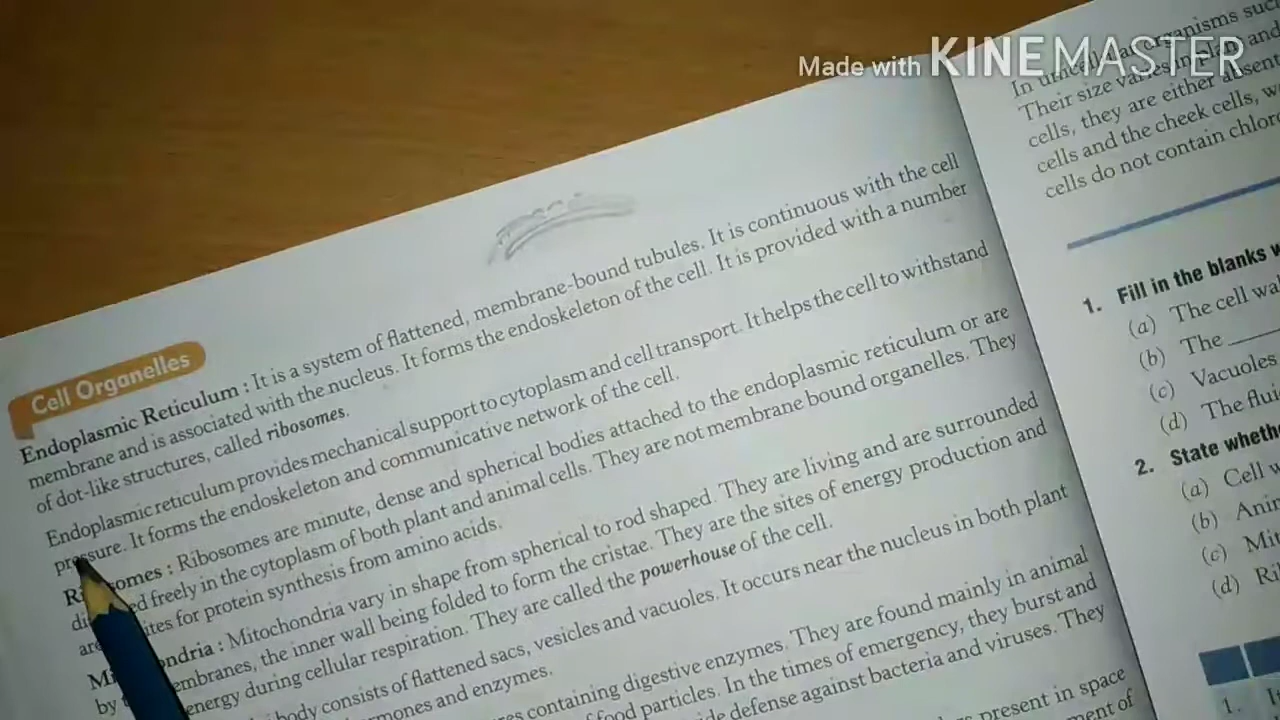 Made with KINEMASTER
Cell Organelles
Endoplasmic Reticulum : It is a system of flattened, membrane-bound tubules. It is continuous with the cell
membrane and is associated with the nucleus. It forms the endoskeleton of the cell. It is provided with a number
of dot-like structures, called ribosomes.
Endoplasmic reticulum provides mechanical support to cytoplasm and cell transport. It helps the cell to withstand
pressure. It forms the endoskeleton and communicative network of the cell.
Ribosomes : Ribosomes are minute, dense and spherical bodies attached to the endoplasmic reticulum or are
freely in the cytoplasm of both plant and animal cells. They are not membrane bound organelles. They
are sites for protein synthesis from amino acids.
Mitochondria : Mitochondria vary in shape from spherical to rod shaped. They are living and are surrounded
by membranes, the inner wall being folded to form the cristae. They are the sites of energy production and
energy during cellular respiration. They are called the powerhouse of the cell.
body consists of flattened sacs, vesicles and vacuoles. It occurs near the nucleus in both plant
and enzymes.
containing digestive enzymes. They are found mainly in animal
food particles. In the times of emergency, they burst and
defense against bacteria and viruses. They
present in space
of
In unicellular organisms such
Their size varies in plant and
cells, they are either absent
cells and the cheek cells,
cells do not contain
1. Fill in the blanks
(a) The cell
(b) The
(c) Vacuoles
(d) The
2. State
(a) Cell
(b)
(c)
(d)
1.